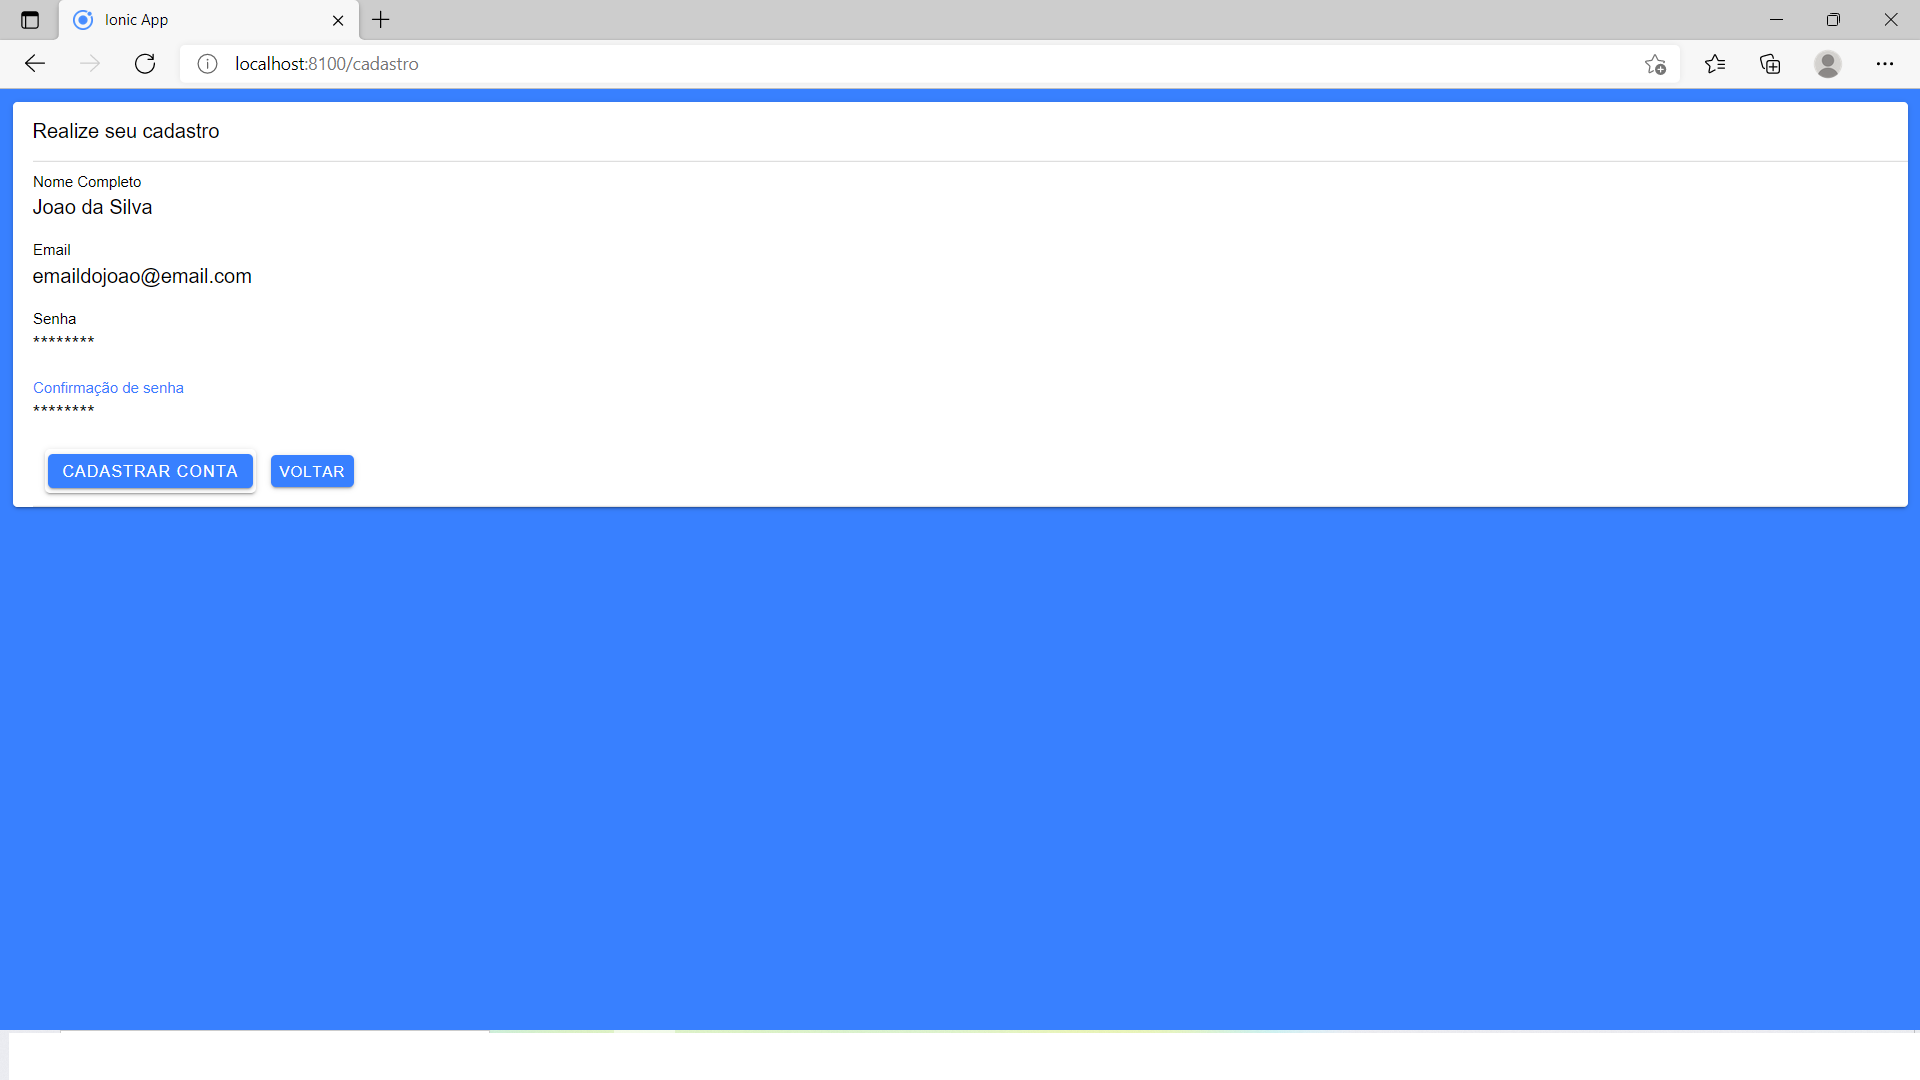 Ionic App
localhost:8100/cadastro
Realize seu cadastro
Nome Completo
Joao da Silva
Email
emaildojoao@email.com
Senha
********
Confirmação de senha
********
CADASTRAR CONTA VOLTAR